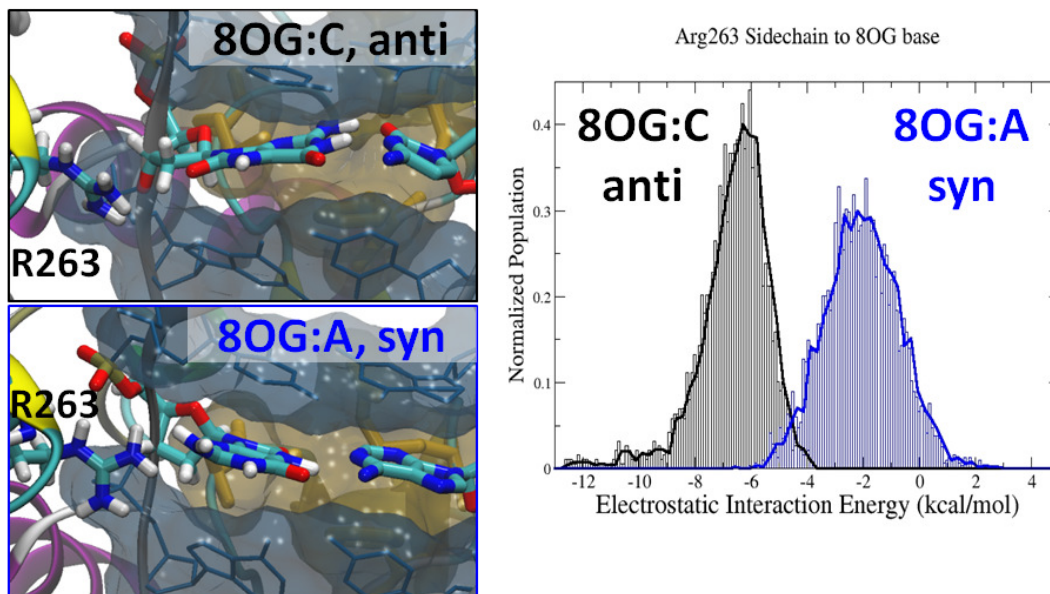 8OG:C, anti
R263
8OG:A, syn
R263
Arg263 Sidechain to 8OG base
8OG:C
anti
8OG:A
syn
Normalized Population
0.4
0.3
0.2
0.1
0
-12 -10 -8 -6 -4 -2 0 2 4
Electrostatic Interaction Energy (kcal/mol)